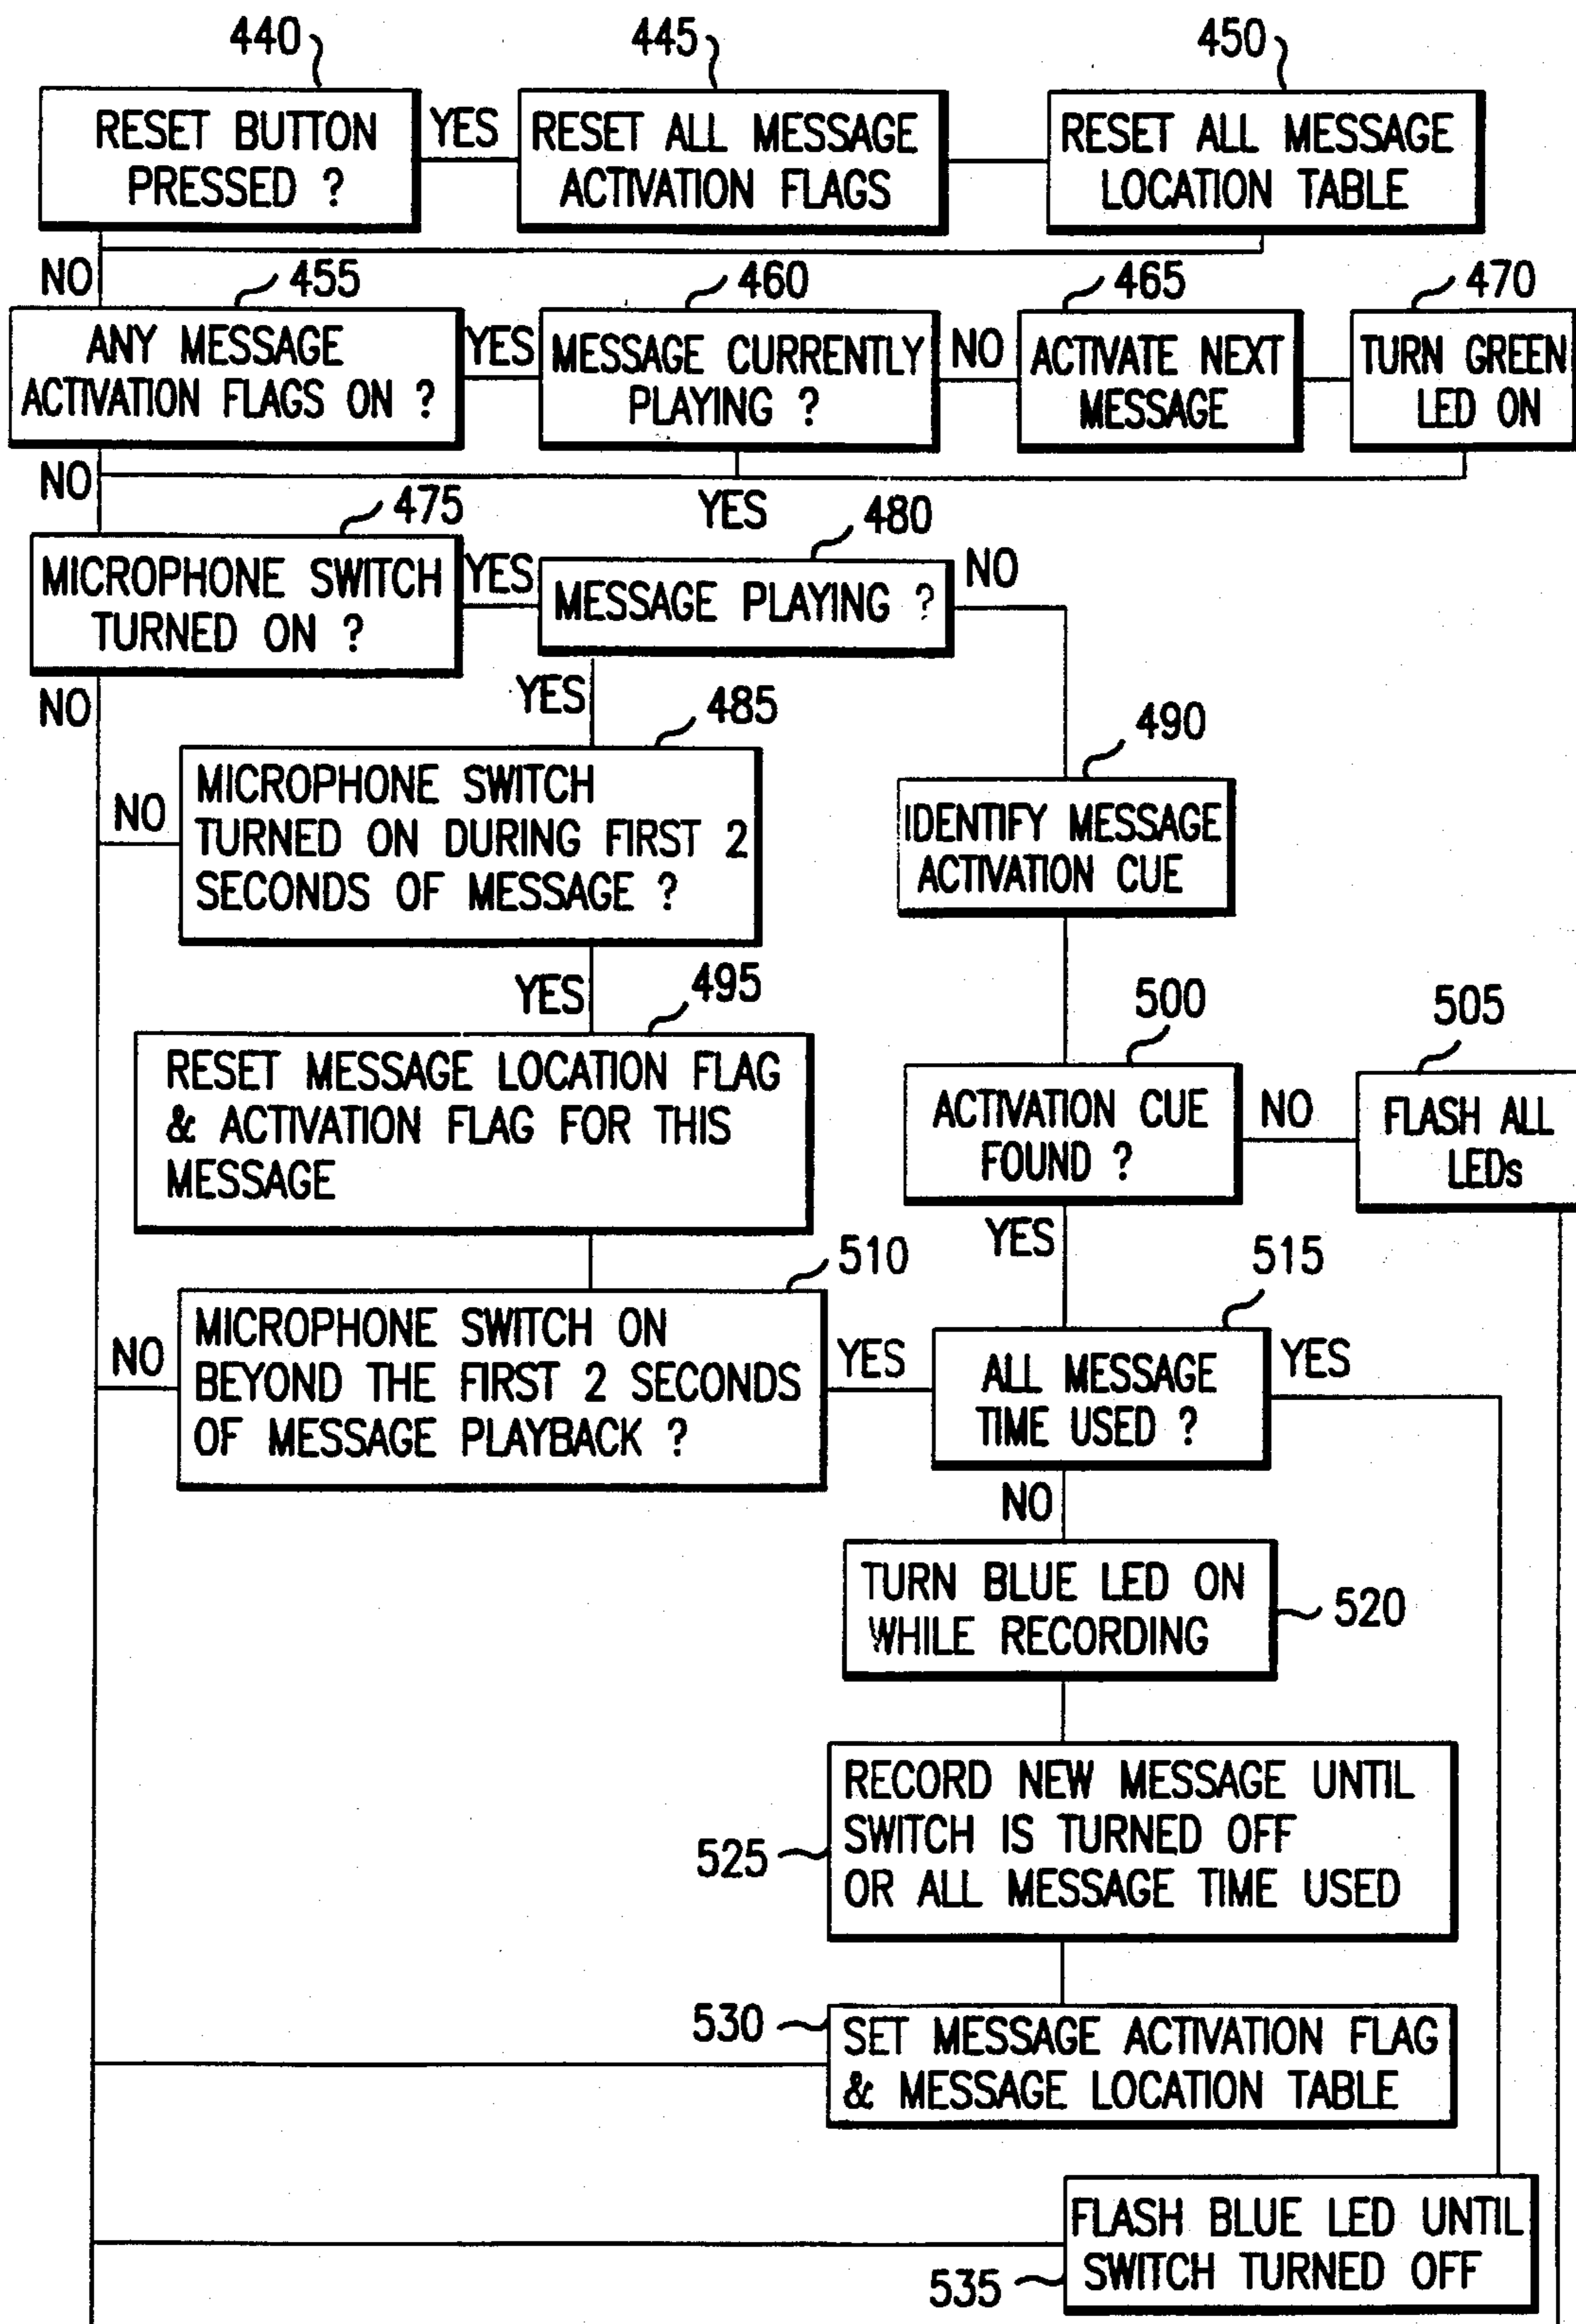 440
445
450
RESET BUTTON
PRESSED ?
YES
RESET ALL MESSAGE
ACTIVATION FLAGS
RESET ALL MESSAGE
LOCATION TABLE
NO
455
460
465
470
ANY MESSAGE
ACTIVATION FLAGS ON ?
YES
MESSAGE CURRENTLY
PLAYING ?
NO
ACTIVATE NEXT
MESSAGE
TURN GREEN
LED ON
NO
YES
475
480
MICROPHONE SWITCH
TURNED ON ?
YES
MESSAGE PLAYING ?
NO
NO
YES
485
490
NO
MICROPHONE SWITCH
TURNED ON DURING FIRST 2
SECONDS OF MESSAGE ?
IDENTIFY MESSAGE
ACTIVATION CUE
YES
495
500
505
RESET MESSAGE LOCATION FLAG
& ACTIVATION FLAG FOR THIS
MESSAGE
ACTIVATION CUE
FOUND ?
NO
FLASH ALL
LEDs
YES
510
515
NO
MICROPHONE SWITCH ON
BEYOND THE FIRST 2 SECONDS
OF MESSAGE PLAYBACK ?
YES
ALL MESSAGE
TIME USED ?
YES
NO
TURN BLUE LED ON
WHILE RECORDING
520
RECORD NEW MESSAGE UNTIL
SWITCH IS TURNED OFF
OR ALL MESSAGE TIME USED
525
530
SET MESSAGE ACTIVATION FLAG
& MESSAGE LOCATION TABLE
FLASH BLUE LED UNTIL
SWITCH TURNED OFF
535